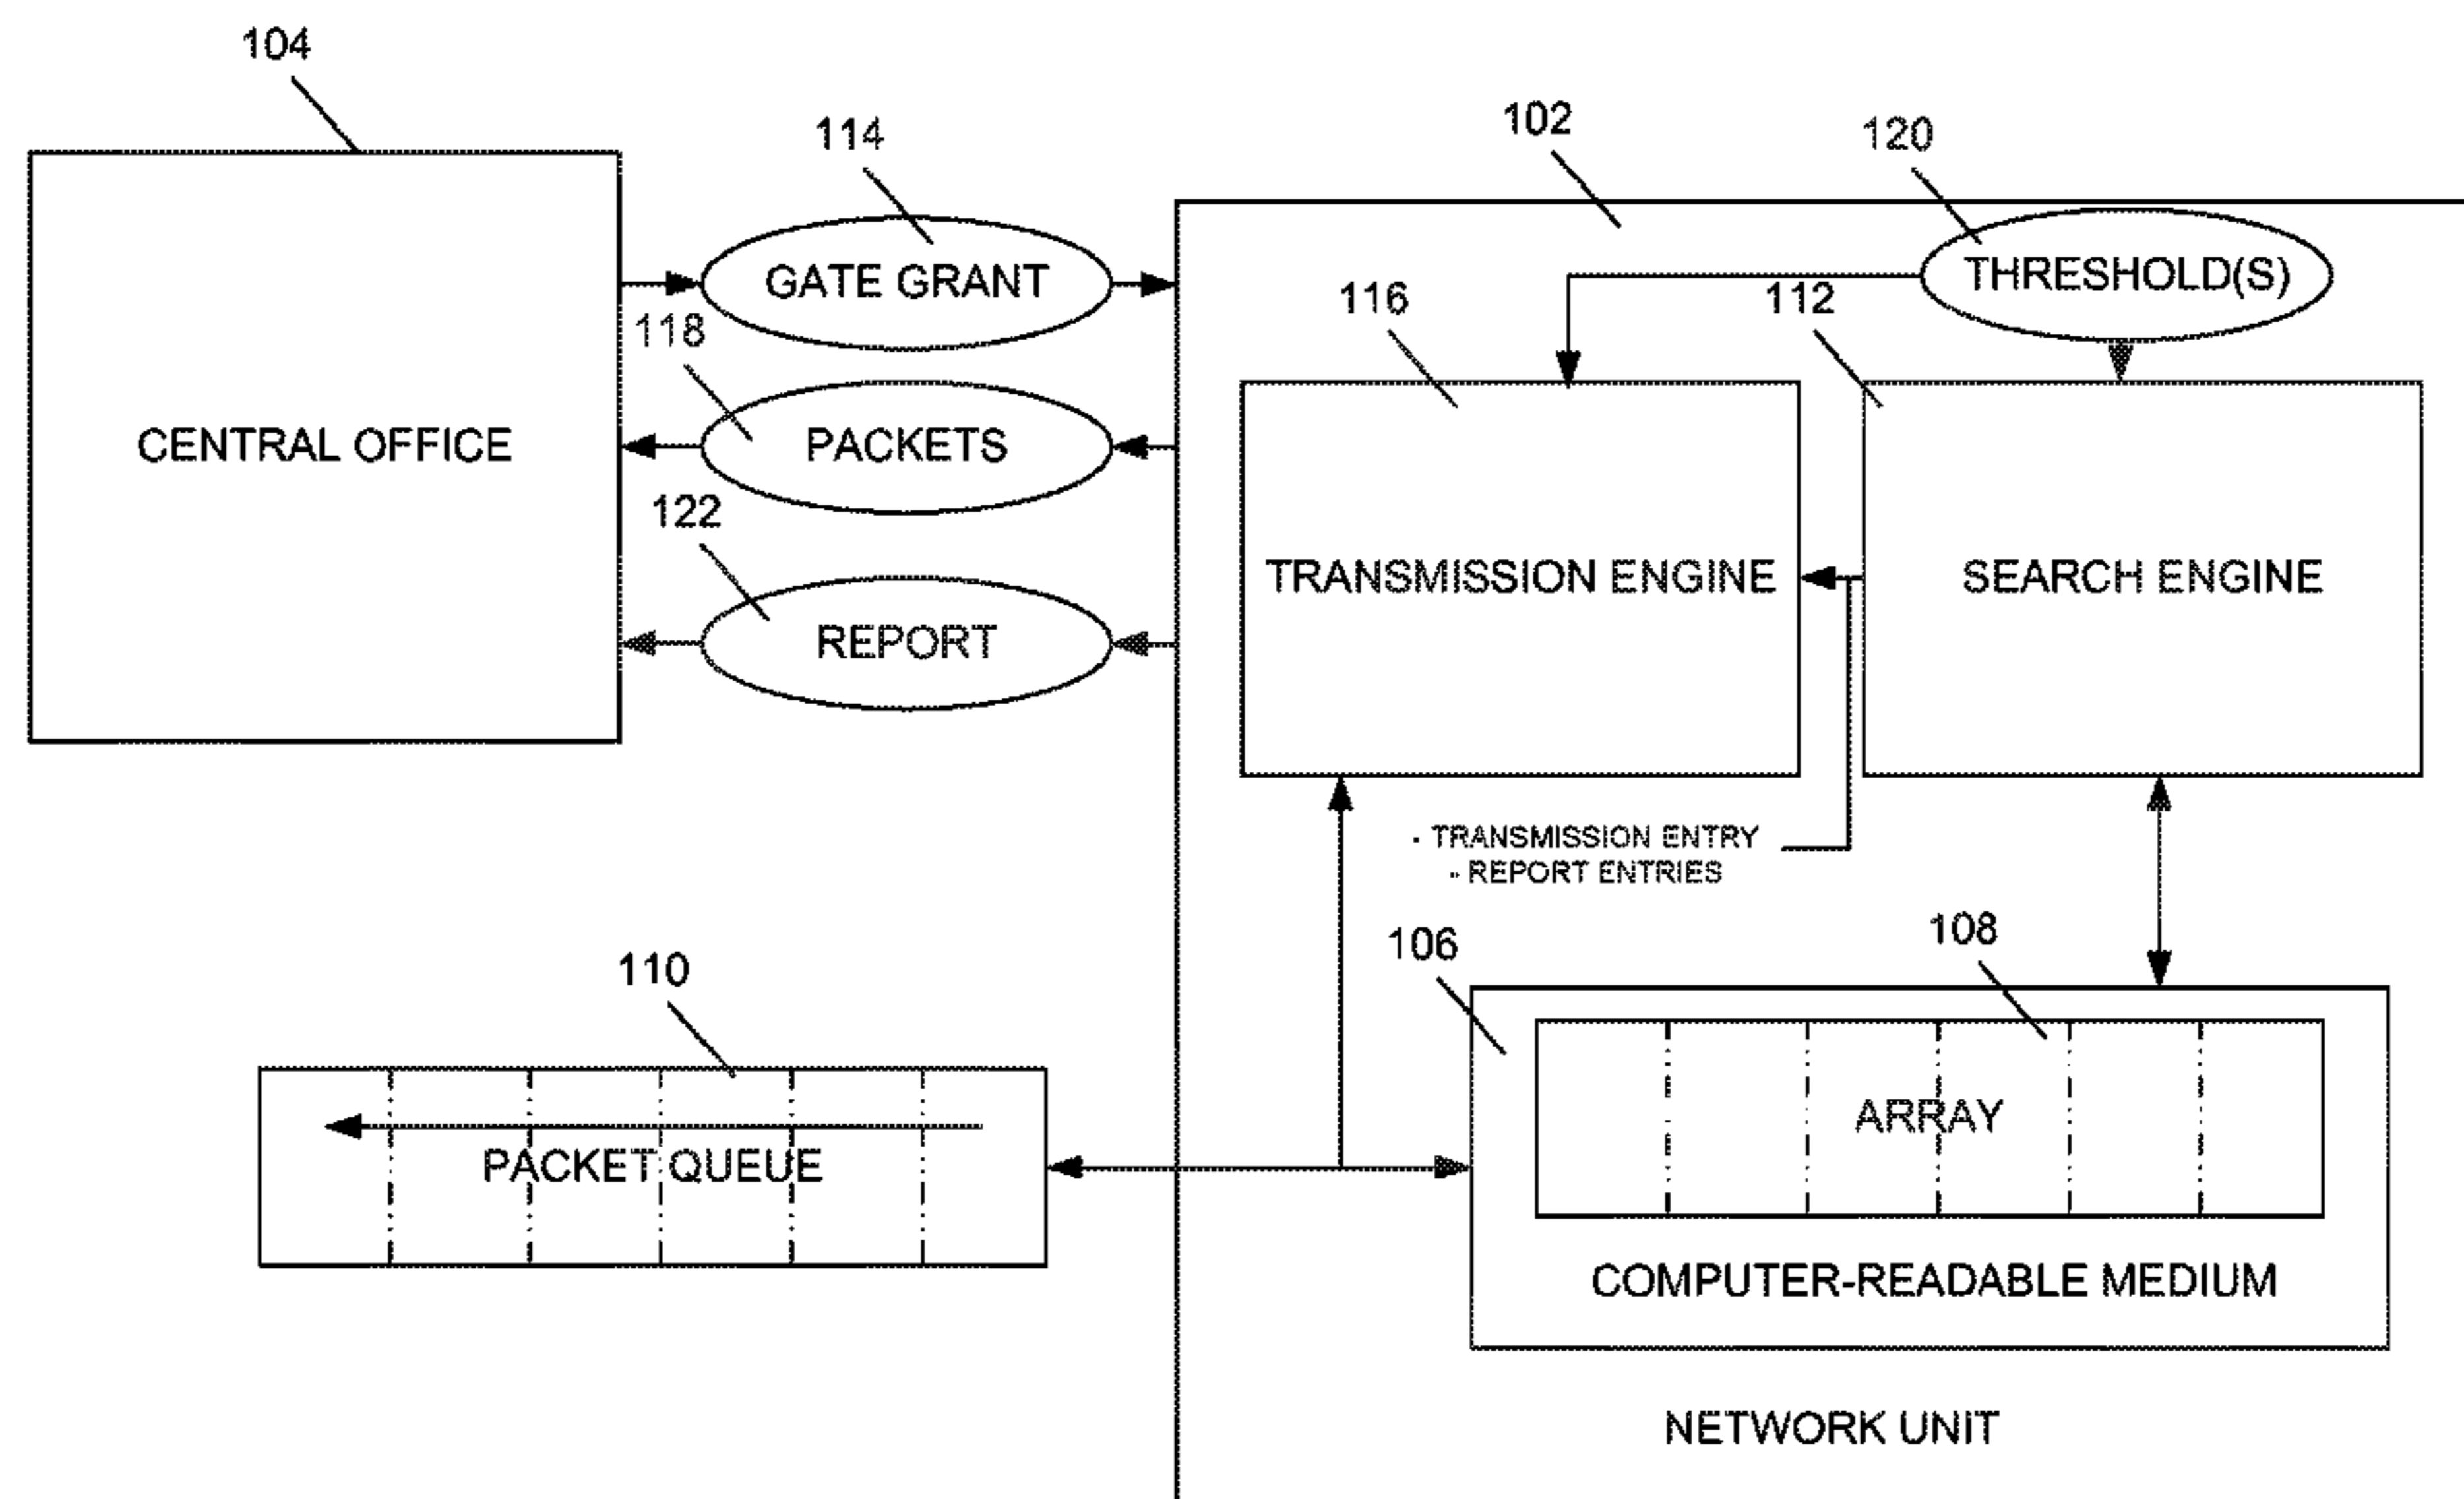 104
114
102
120
GATE GRANT
THRESHOLD(S)
118
116
112
CENTRAL OFFICE
PACKETS
122
TRANSMISSION ENGINE
SEARCH ENGINE
REPORT
- TRANSMISSION ENTRY
- REPORT ENTRIES
110
106
108
ARRAY
PACKET QUEUE
COMPUTER-READABLE MEDIUM
NETWORK UNIT